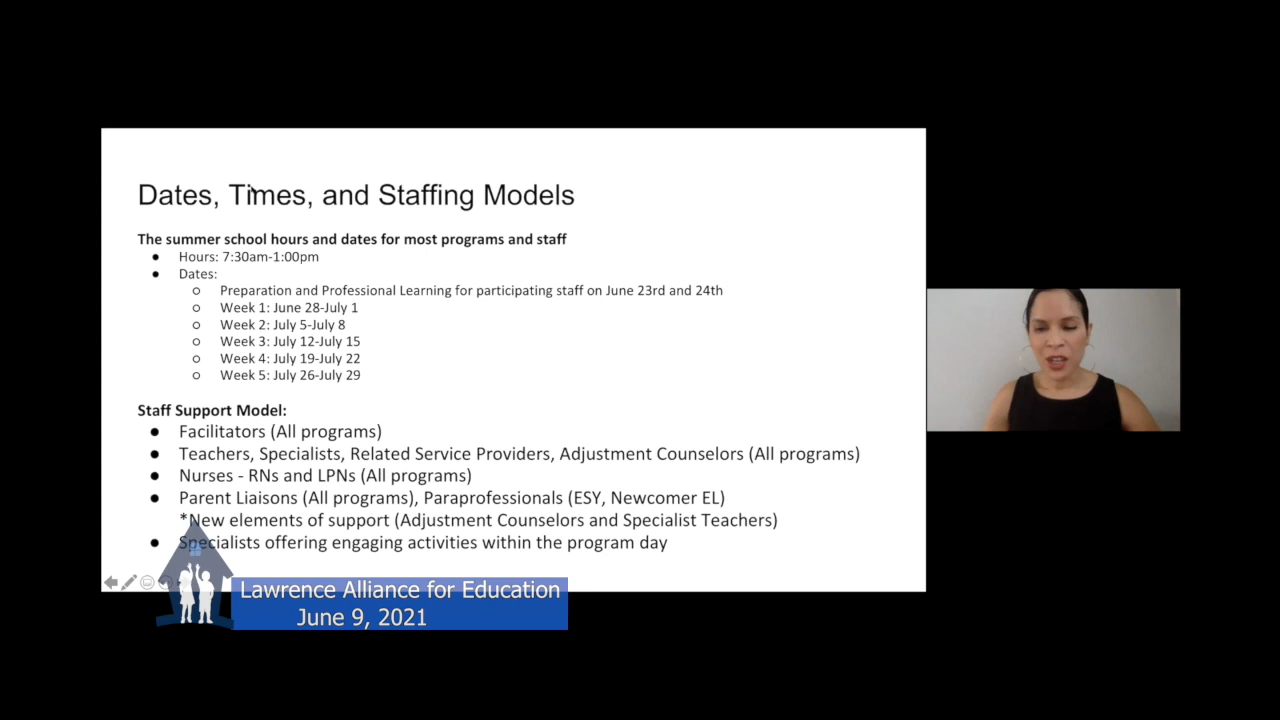 Dates, Times, and Staffing Models
The summer school hours and dates for most programs and staff
● Hours: 7:30am-1:00pm
● Dates:
○ Preparation and Professional Learning for participating staff on June 23rd and 24th
○ Week 1: June 28-July 1
○ Week 2: July 5-July 8
○ Week 3: July 12-July 15
○ Week 4: July 19-July 22
○ Week 5: July 26-July 29
Staff Support Model:
● Facilitators (All programs)
● Teachers, Specialists, Related Service Providers, Adjustment Counselors (All programs)
● Nurses - RNs and LPNs (All programs)
● Parent Liaisons (All programs), Paraprofessionals (ESY, Newcomer EL)
*New elements of support (Adjustment Counselors and Specialist Teachers)
● Specialists offering engaging activities within the program day
Lawrence Alliance for Education
June 9, 2021